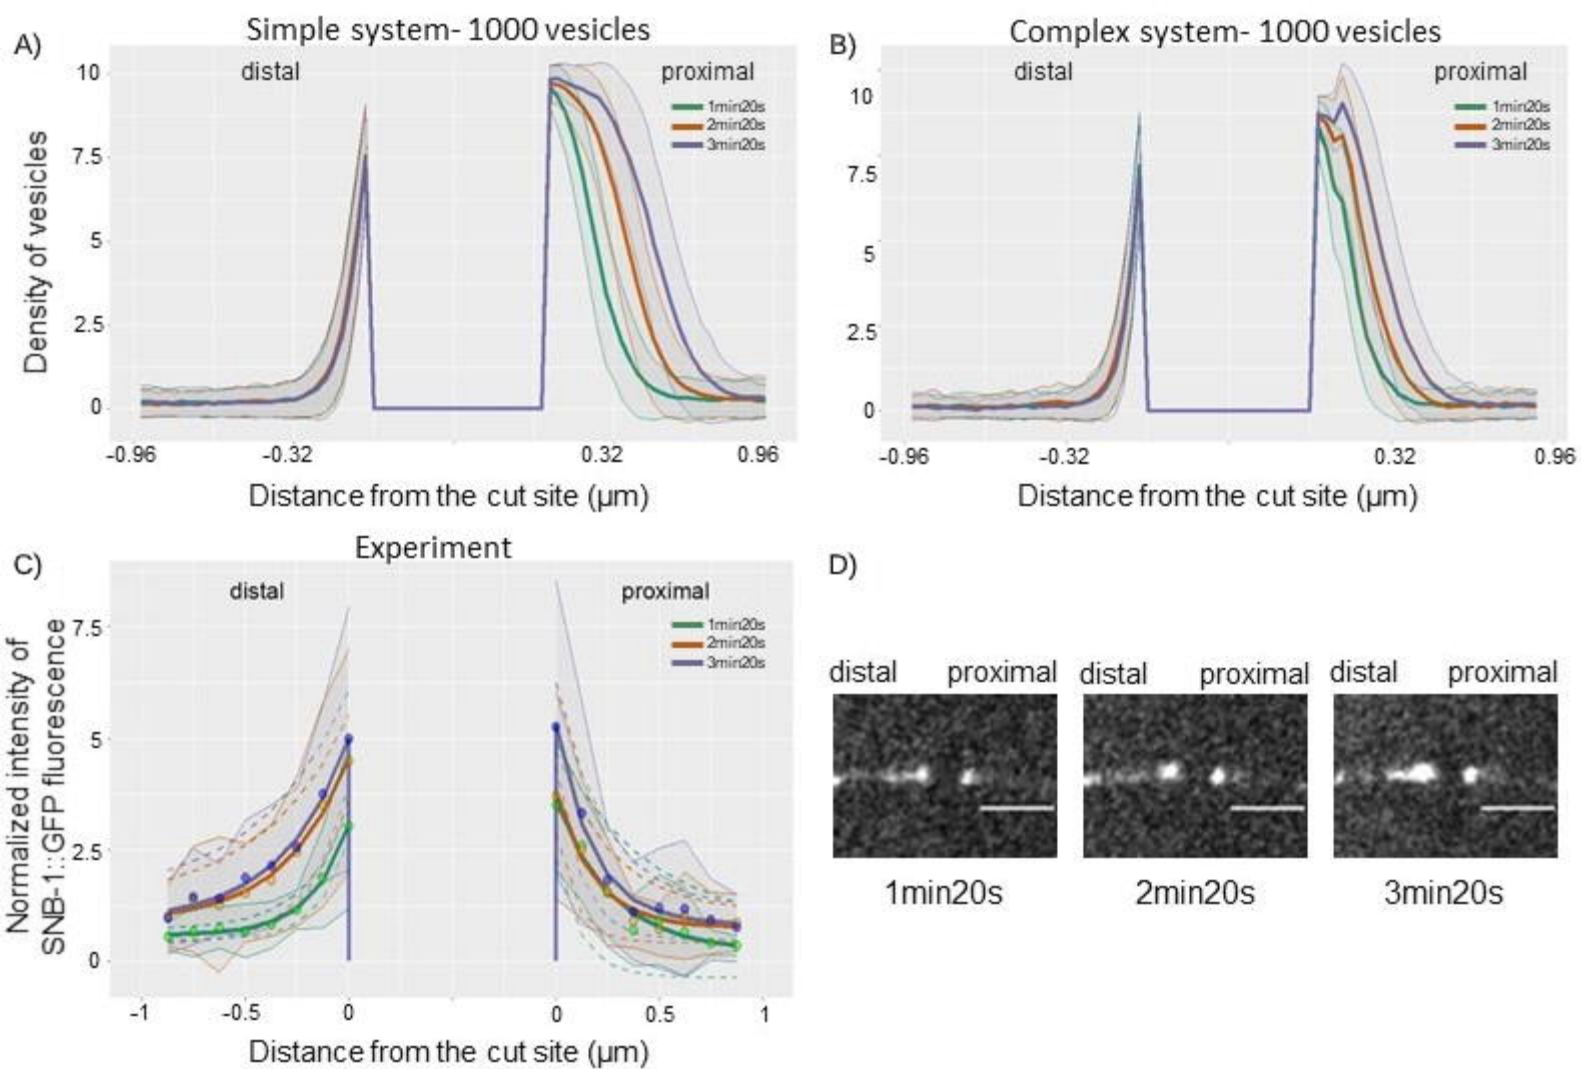 A)
Simple system- 1000 vesicles
distal
proximal
1min20s
2min20s
3min20s
10
7.5
5
2.5
0
Density of vesicles
-0.96
-0.32
0.32
0.96
Distance from the cut site (µm)
B)
Complex system- 1000 vesicles
distal
proximal
1min20s
2min20s
3min20s
10
7.5
5
2.5
0
-0.96
-0.32
0.32
0.96
Distance from the cut site (µm)
C)
Experiment
distal
proximal
1min20s
2min20s
3min20s
7.5
5
2.5
0
Normalized intensity of
SNB-1::GFP fluorescence
-1
-0.5
0
0
0.5
1
Distance from the cut site (µm)
D)
distal proximal
distal proximal
distal proximal
1min20s
2min20s
3min20s